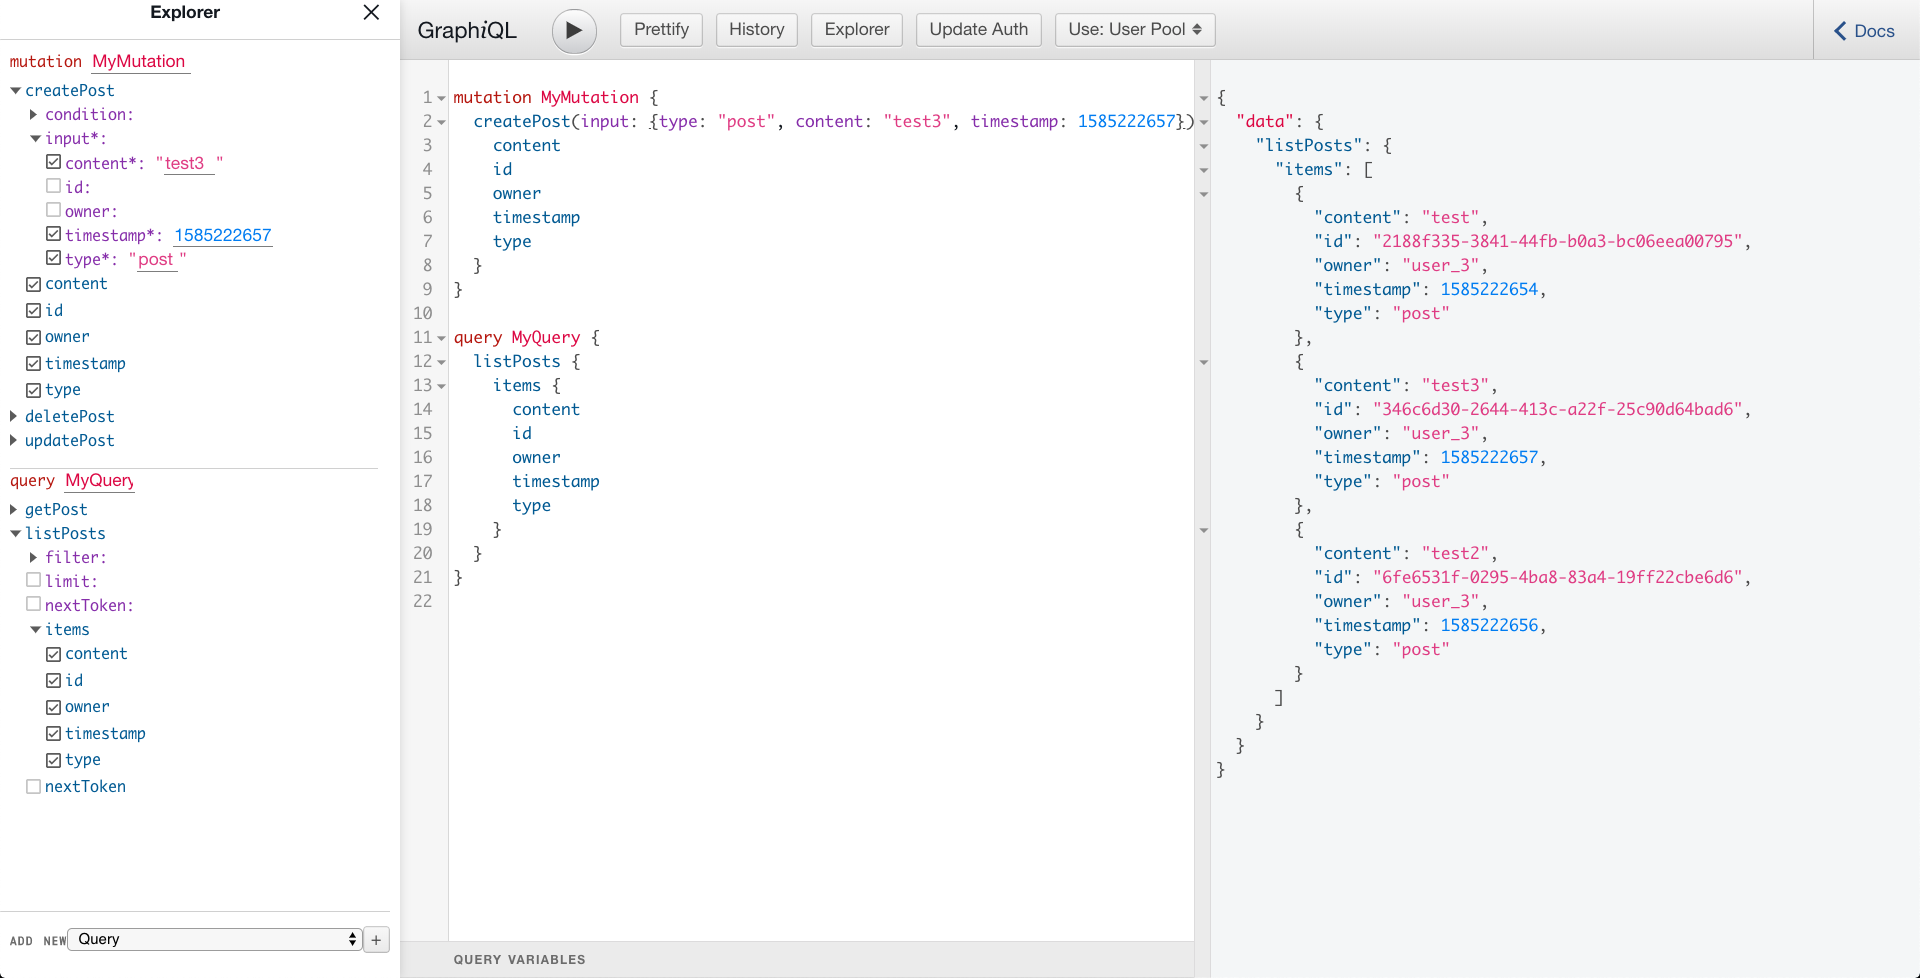 Explorer
mutation MyMutation
createPost
condition:
input*:
content*: "test3 "
id:
owner:
timestamp*: 1585222657
type*: "post "
content
id
owner
timestamp
type
deletePost
updatePost
query MyQuery
getPost
listPosts
filter:
limit:
nextToken:
items
content
id
owner
timestamp
type
nextToken
ADD NEW Query +
GraphiQL Prettify History Explorer Update Auth Use: User Pool Docs
1 mutation MyMutation {
2 createPost(input: {type: "post", content: "test3", timestamp: 1585222657})
3 content
4 id
5 owner
6 timestamp
7 type
8 }
9 }
10
11 query MyQuery {
12 listPosts {
13 items {
14 content
15 id
16 owner
17 timestamp
18 type
19 }
20 }
21 }
22
QUERY VARIABLES
{
"data": {
"listPosts": {
"items": [
{
"content": "test",
"id": "2188f335-3841-44fb-b0a3-bc06eea00795",
"owner": "user_3",
"timestamp": 1585222654,
"type": "post"
},
{
"content": "test3",
"id": "346c6d30-2644-413c-a22f-25c90d64bad6",
"owner": "user_3",
"timestamp": 1585222657,
"type": "post"
},
{
"content": "test2",
"id": "6fe6531f-0295-4ba8-83a4-19ff22cbe6d6",
"owner": "user_3",
"timestamp": 1585222656,
"type": "post"
}
]
}
}
}